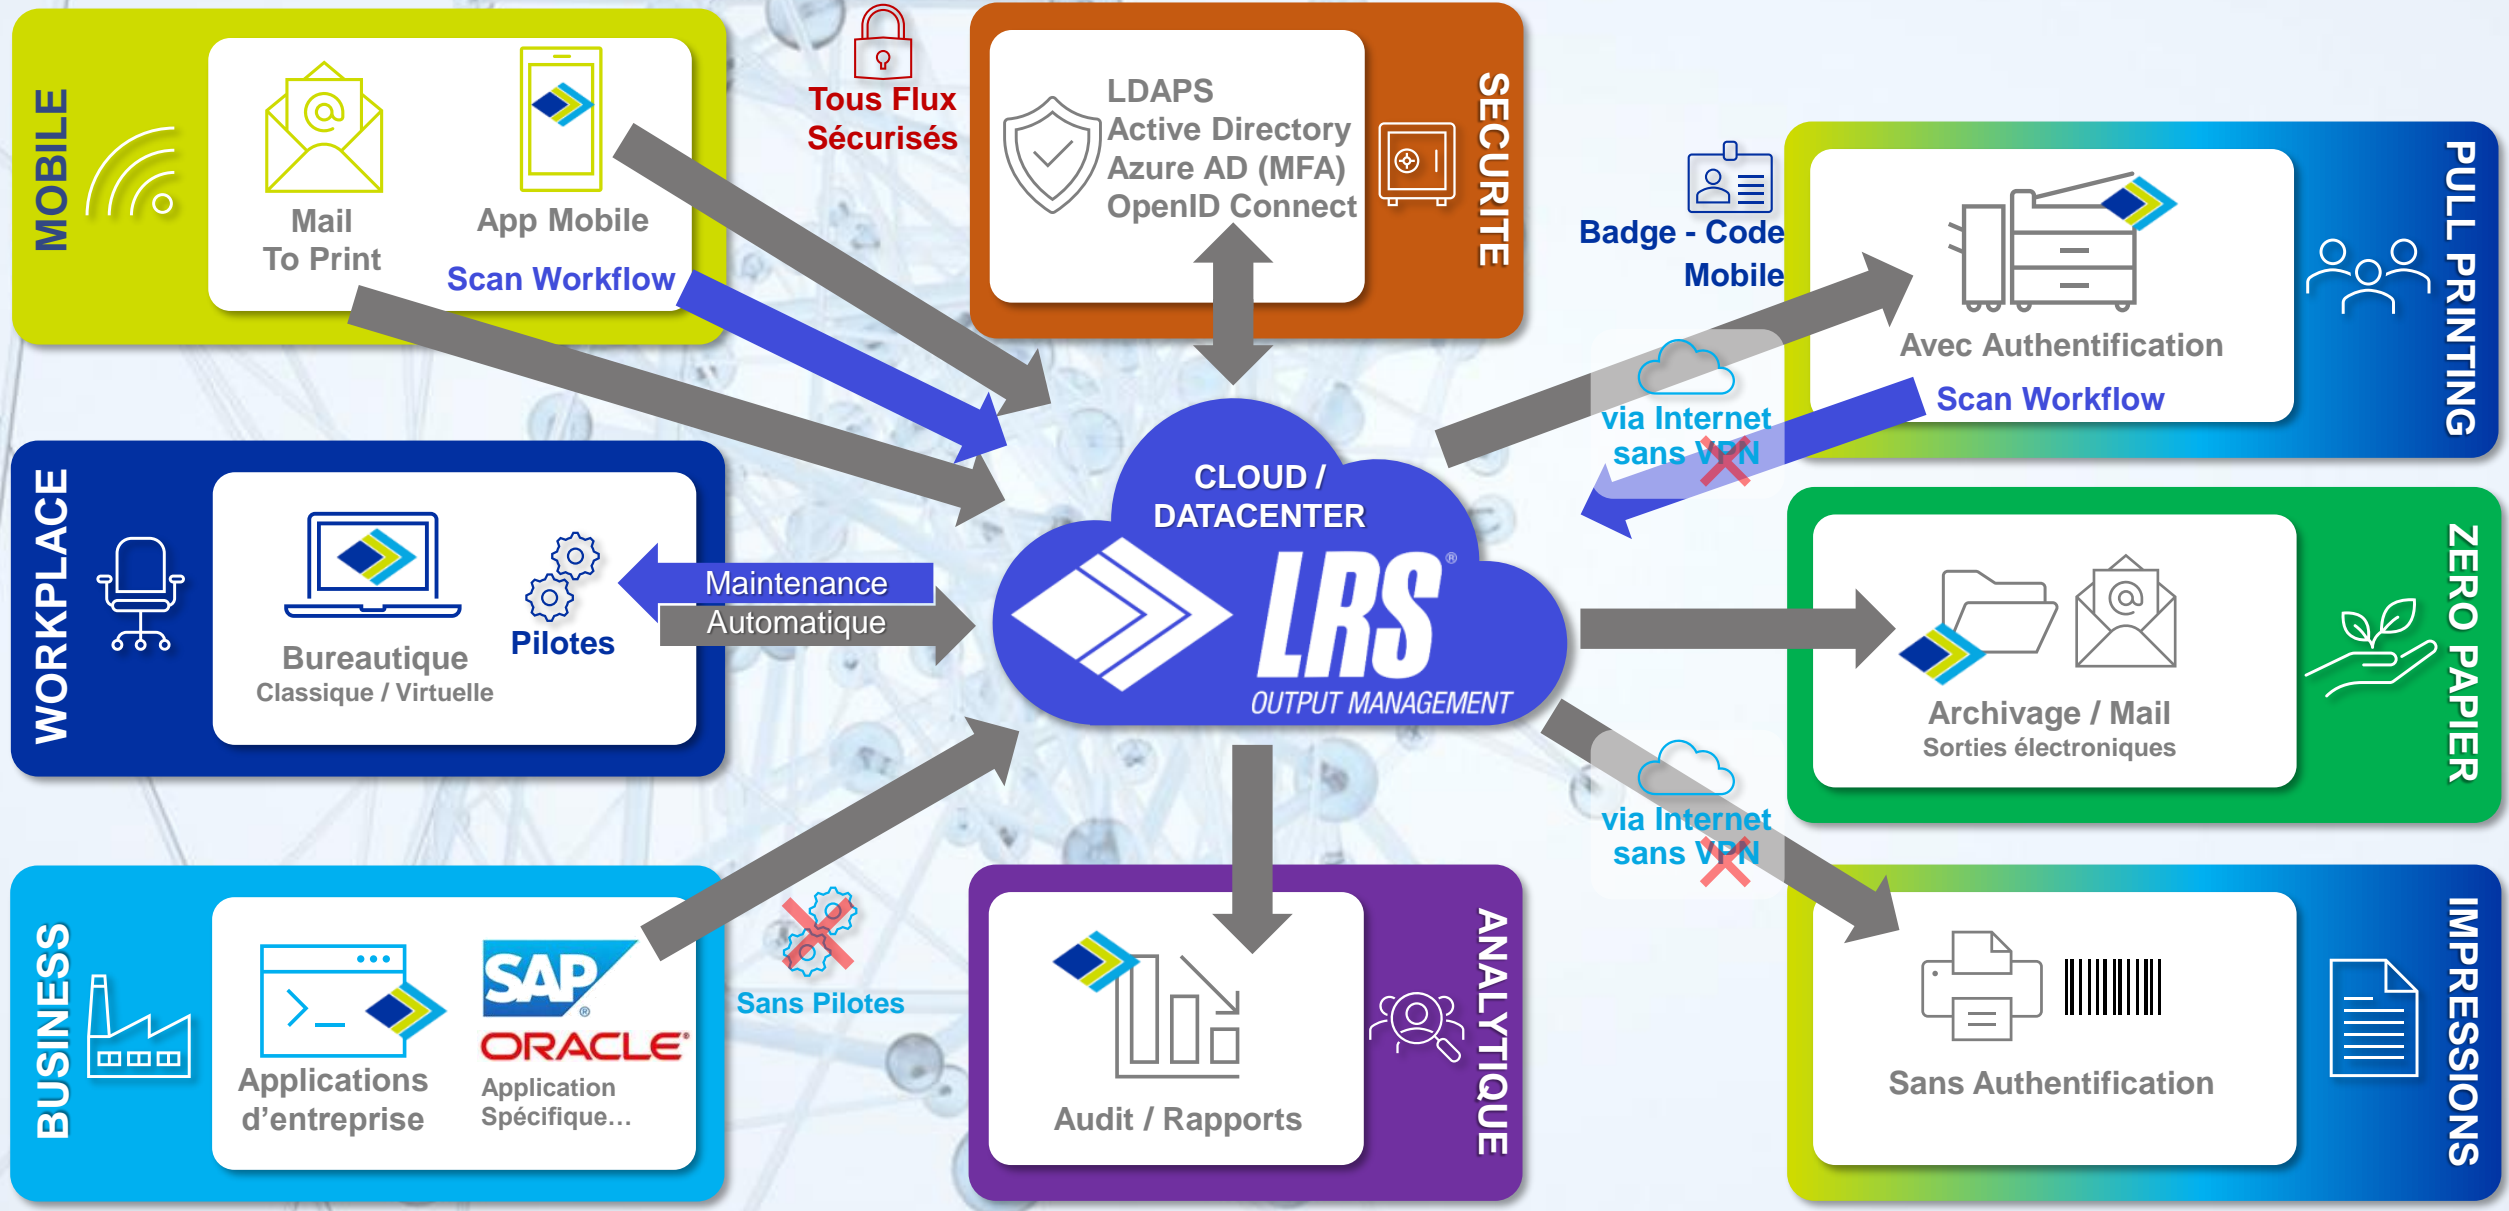 MOBILE
Mail
To Print
App Mobile
Scan Workflow
Tous Flux
Sécurisés
LDAPS
Active Directory
Azure AD (MFA)
OpenID Connect
SECURITE
Badge - Code
Mobile
Avec Authentification
Scan Workflow
PULL PRINTING
via Internet
sans VPN
WORKPLACE
Bureautique
Classique / Virtuelle
Pilotes
Maintenance
Automatique
CLOUD /
DATACENTER
LRS®
OUTPUT MANAGEMENT
Archivage / Mail
Sorties électroniques
ZERO PAPIER
via Internet
sans VPN
BUSINESS
Applications
d’entreprise
SAP®
ORACLE®
Application
Spécifique…
Sans Pilotes
Audit / Rapports
ANALYTIQUE
Sans Authentification
IMPRESSIONS